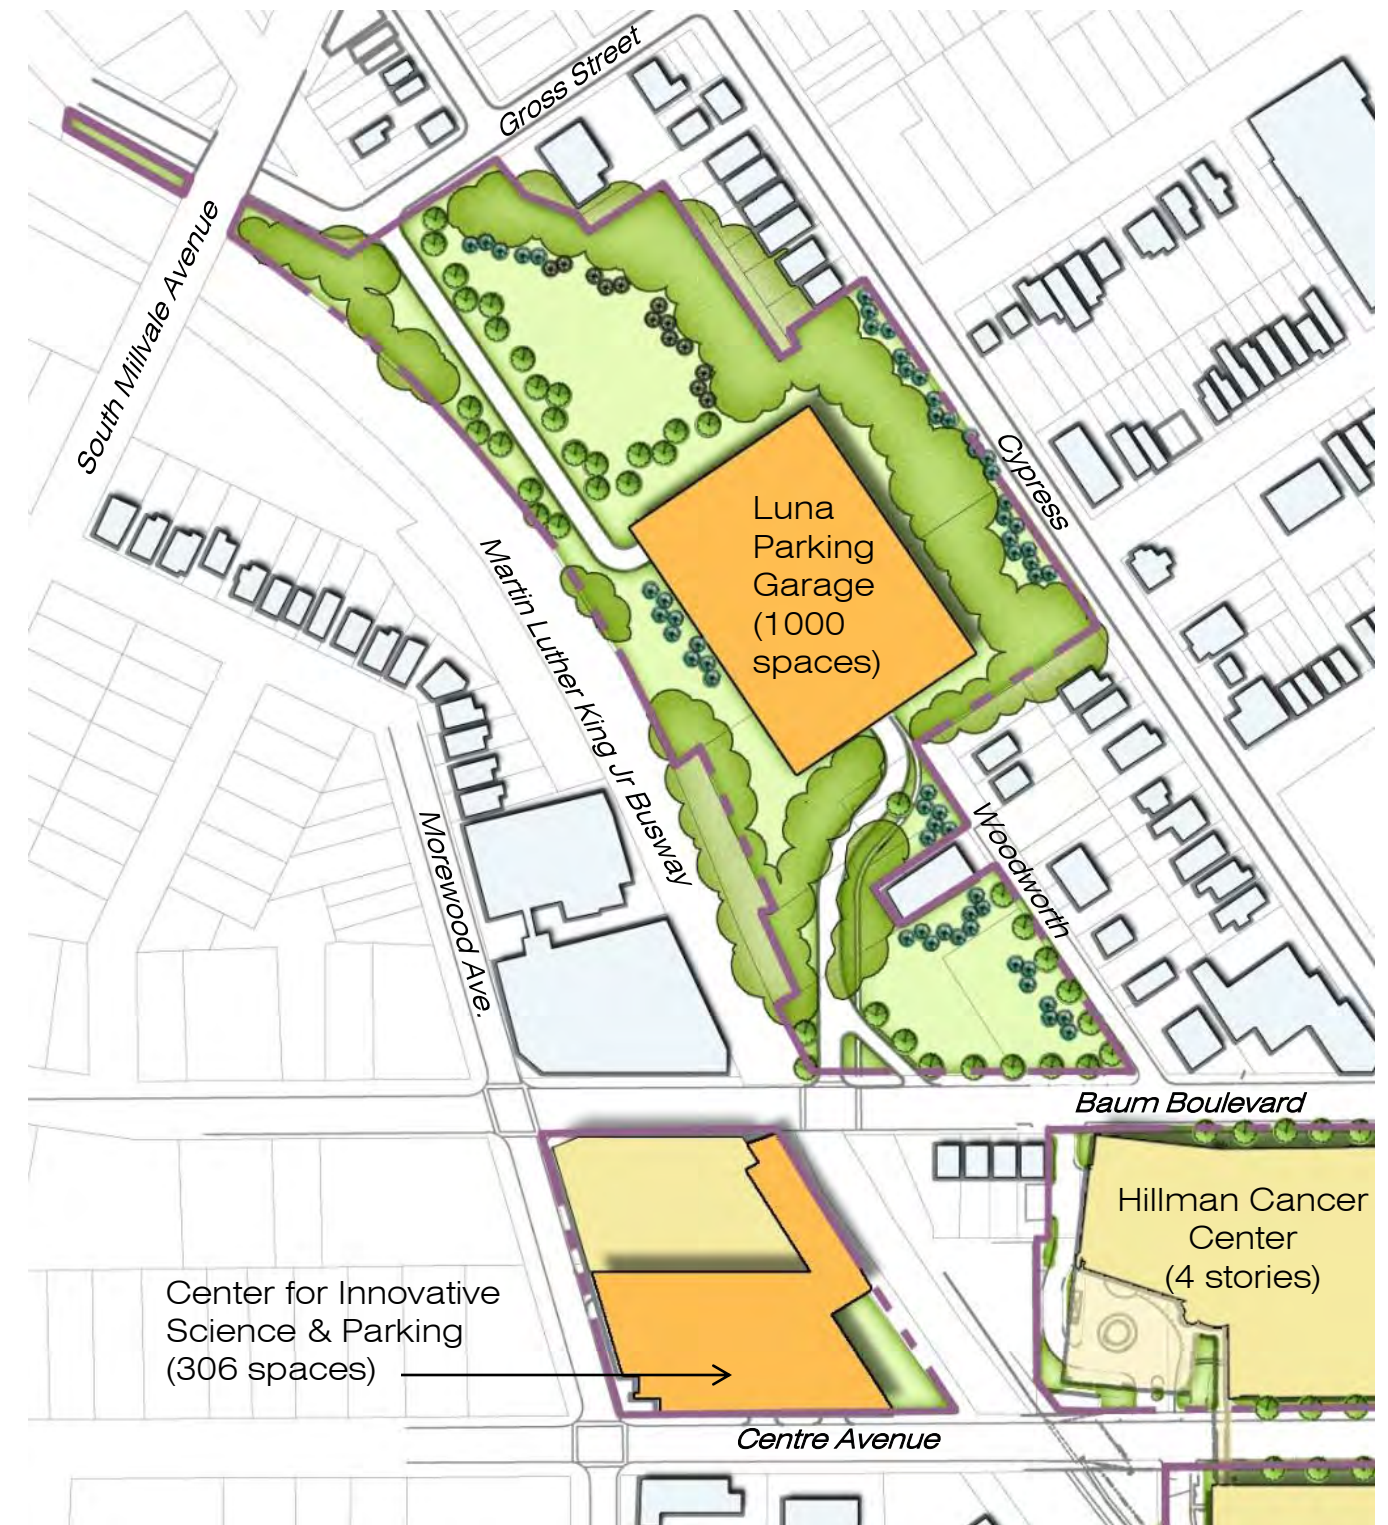 Gross Street
South Millvale Avenue
Cypress
Luna
Parking
Garage
(1000
spaces)
Martin Luther King Jr Busway
Woodworth
Morewood Ave.
Baum Boulevard
Hillman Cancer
Center
(4 stories)
Center for Innovative
Science & Parking
(306 spaces)
Centre Avenue